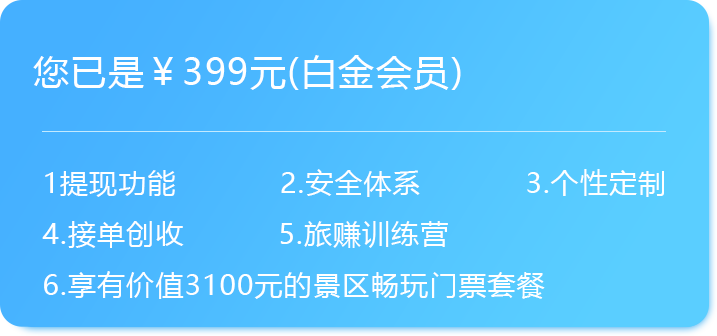 您已是￥399元(白金会员)
1提现功能 2.安全体系 3.个性定制
4.接单创收 5.旅赚训练营
6.享有价值3100元的景区畅玩门票套餐